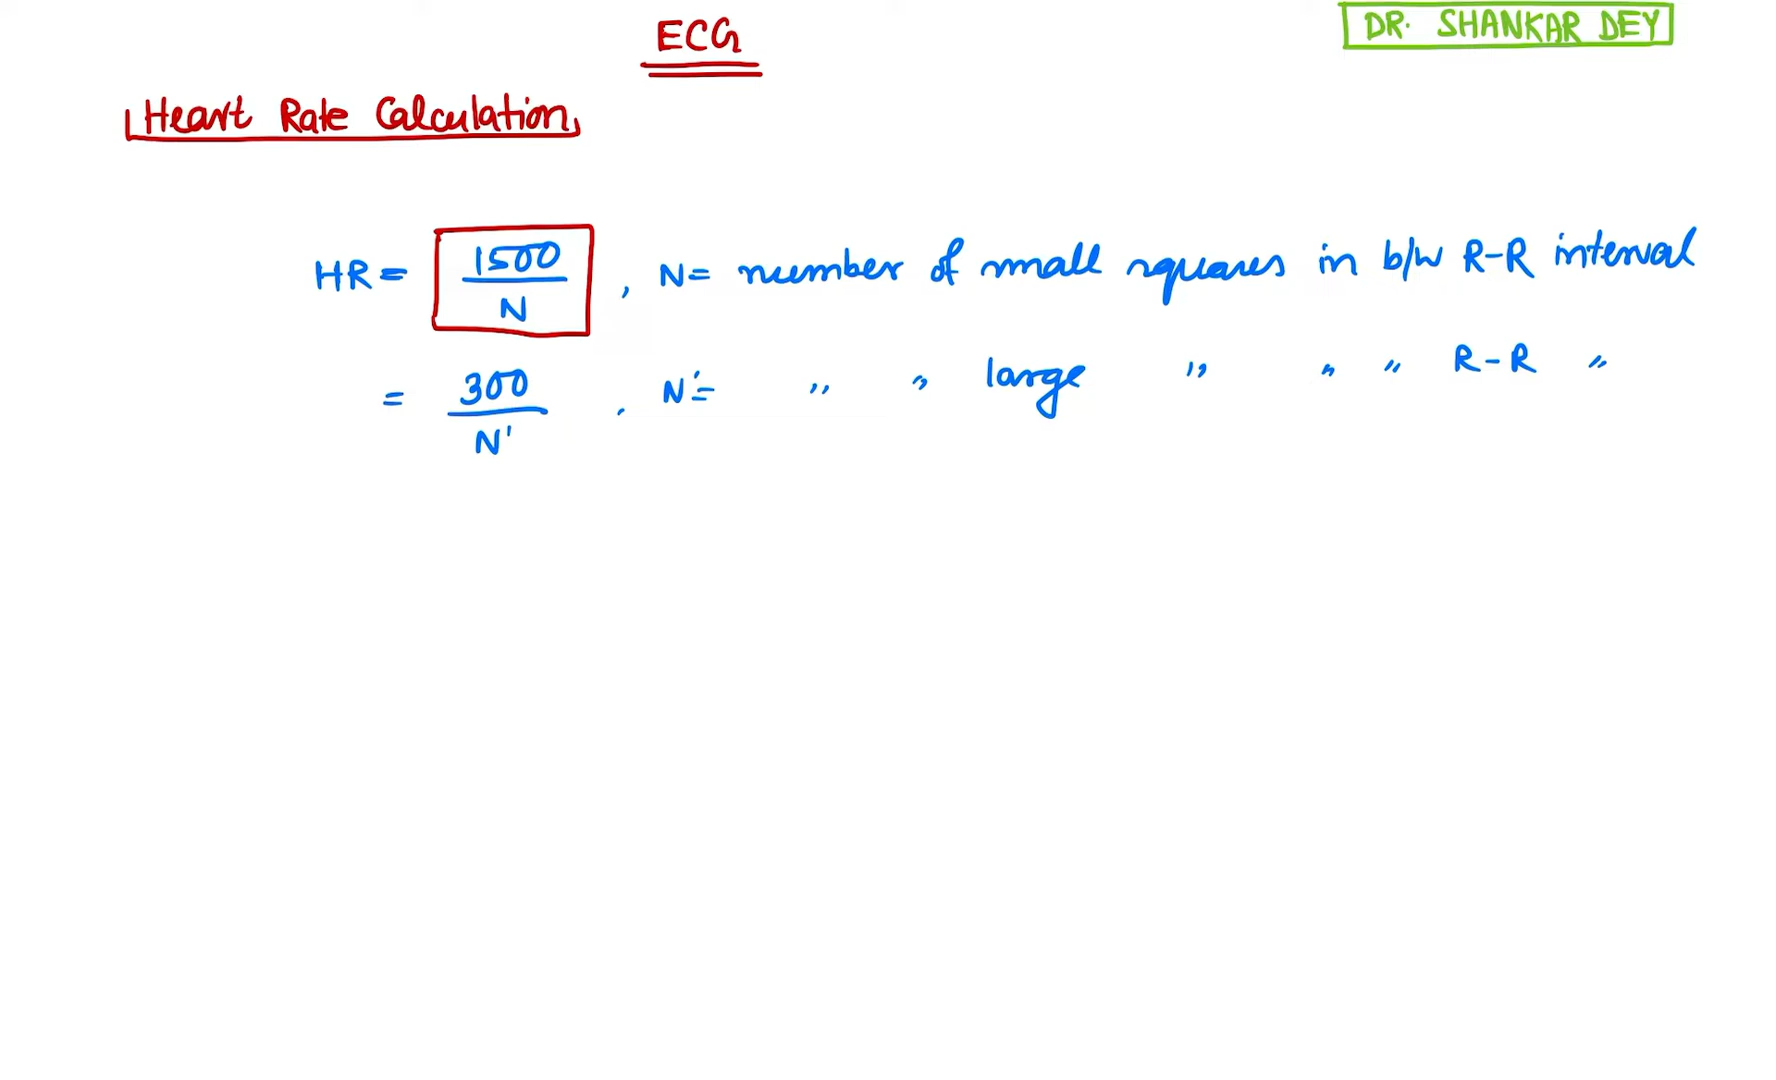 ECG
DR. SHANKAR DEY
Heart Rate Calculation
HR = 1500/N , N = number of small squares in b/w R-R interval
= 300/N' , N' = " " large " " " R-R "